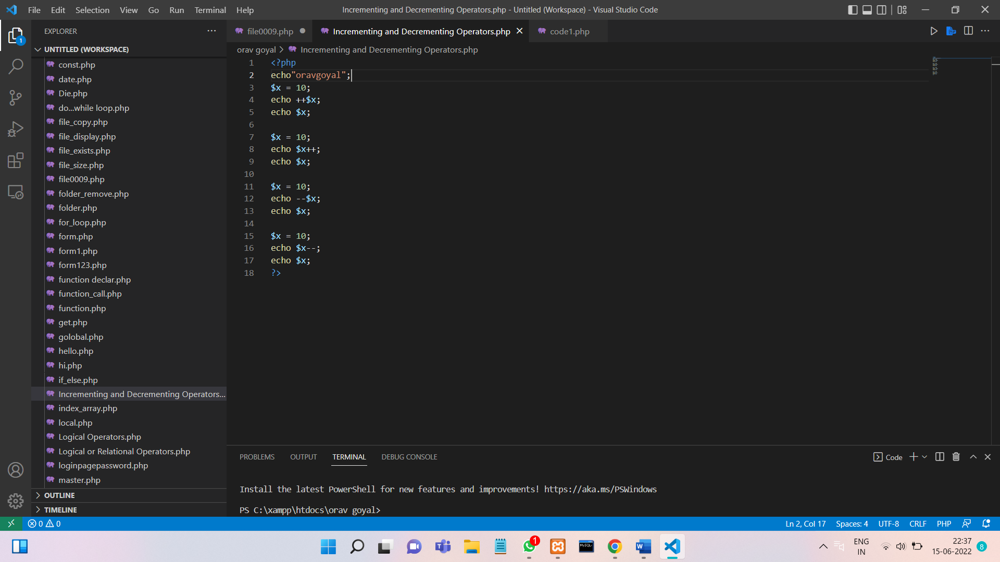 File Edit Selection View Go Run Terminal Help
Incrementing and Decrementing Operators.php - Untitled (Workspace) - Visual Studio Code
EXPLORER
1
UNTITLED (WORKSPACE)
const.php
date.php
Die.php
do...while loop.php
file_copy.php
file_display.php
file_exists.php
file_size.php
file0009.php
folder_remove.php
folder.php
for_loop.php
form.php
form1.php
form123.php
function declar.php
function_call.php
function.php
get.php
golobal.php
hello.php
hi.php
if_else.php
Incrementing and Decrementing Operators...
index_array.php
local.php
Logical Operators.php
Logical or Relational Operators.php
loginpagepassword.php
master.php
OUTLINE
TIMELINE
file0009.php Incrementing and Decrementing Operators.php code1.php
orav goyal > Incrementing and Decrementing Operators.php
1 <?php
2 echo"oravgoyal";
3 $x = 10;
4 echo ++$x;
5 echo $x;
6
7 $x = 10;
8 echo $x++;
9 echo $x;
10
11 $x = 10;
12 echo --$x;
13 echo $x;
14
15 $x = 10;
16 echo $x--;
17 echo $x;
18 ?>
PROBLEMS OUTPUT TERMINAL DEBUG CONSOLE
Code
Install the latest PowerShell for new features and improvements! https://aka.ms/PSWindows
PS C:\xampp\htdocs\orav goyal>
0 0
Ln 2, Col 17 Spaces: 4 UTF-8 CRLF PHP
1
MySQL
ENG
IN
22:37
15-06-2022
8